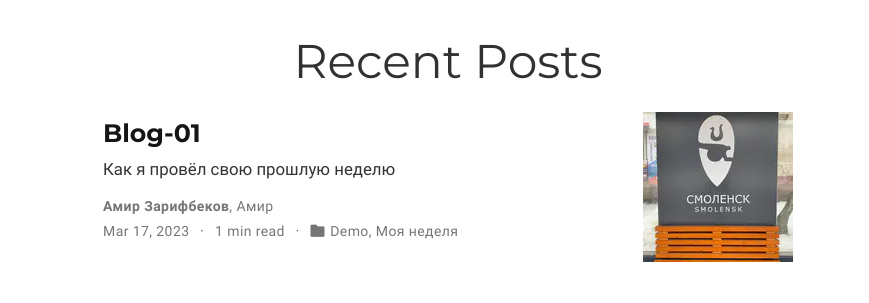 Recent Posts
Blog-01
Как я провёл свою прошлую неделю
Амир Зарифбеков, Амир
Mar 17, 2023 · 1 min read · Demo, Моя неделя
СМОЛЕНСК
SMOLENSK